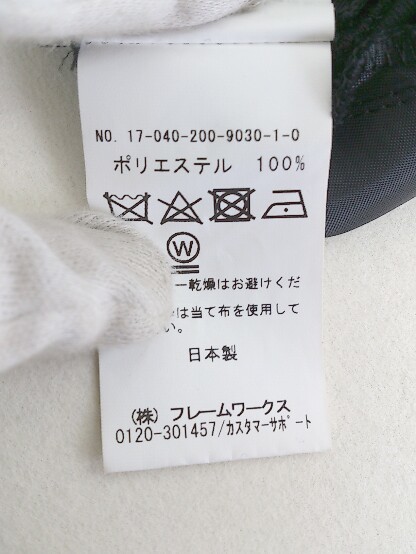 NO. 17-040-200-9030-1-0
ポリエステル 100%
W
ー乾燥はお避けくだ
は当て布を使用して
い。
日本製
(株) フレームワークス
0120-301457/カスタマーサポート